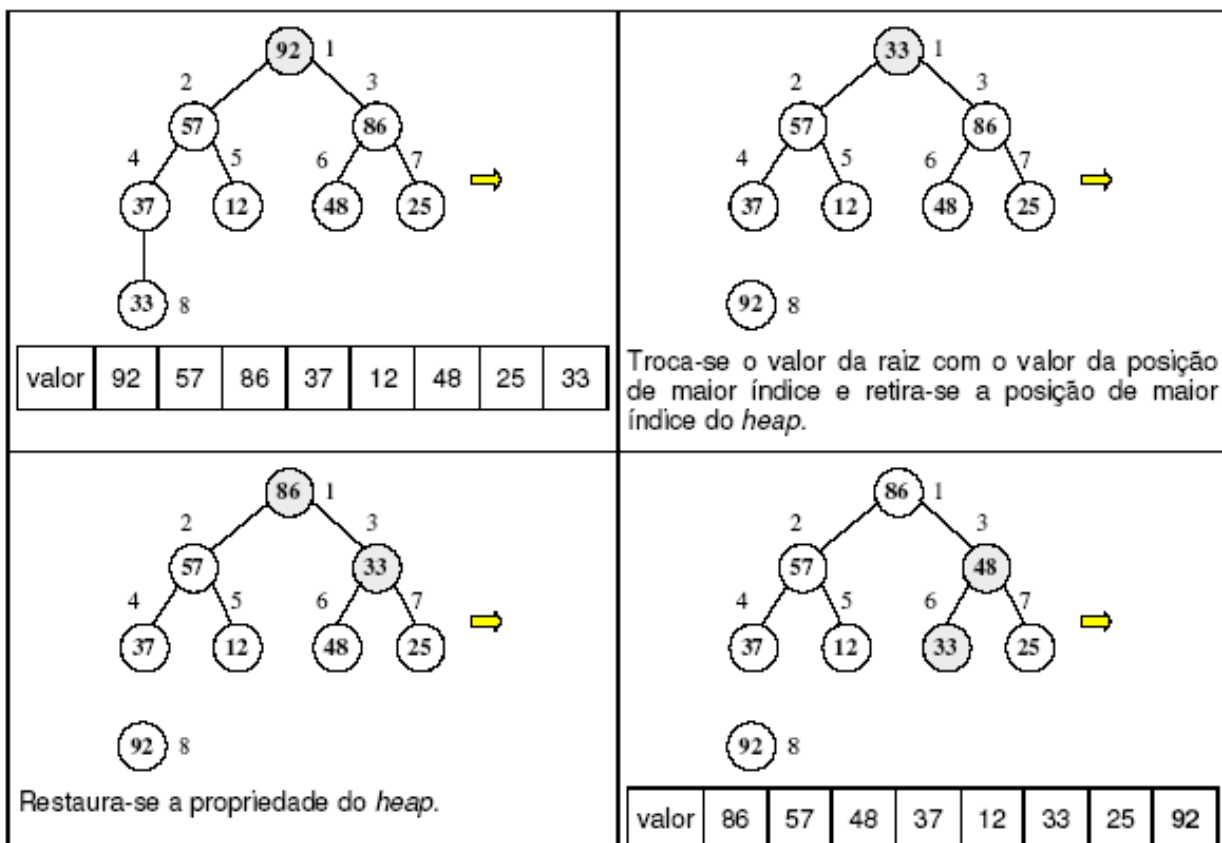 92 1
2 3
57 86
4 5 6 7
37 12 48 25
33 8
valor 92 57 86 37 12 48 25 33
33 1
2 3
57 86
4 5 6 7
37 12 48 25
92 8
Troca-se o valor da raiz com o valor da posição
de maior índice e retira-se a posição de maior
índice do heap.
86 1
2 3
57 33
4 5 6 7
37 12 48 25
92 8
Restaura-se a propriedade do heap.
86 1
2 3
57 48
4 5 6 7
37 12 33 25
92 8
valor 86 57 48 37 12 33 25 92